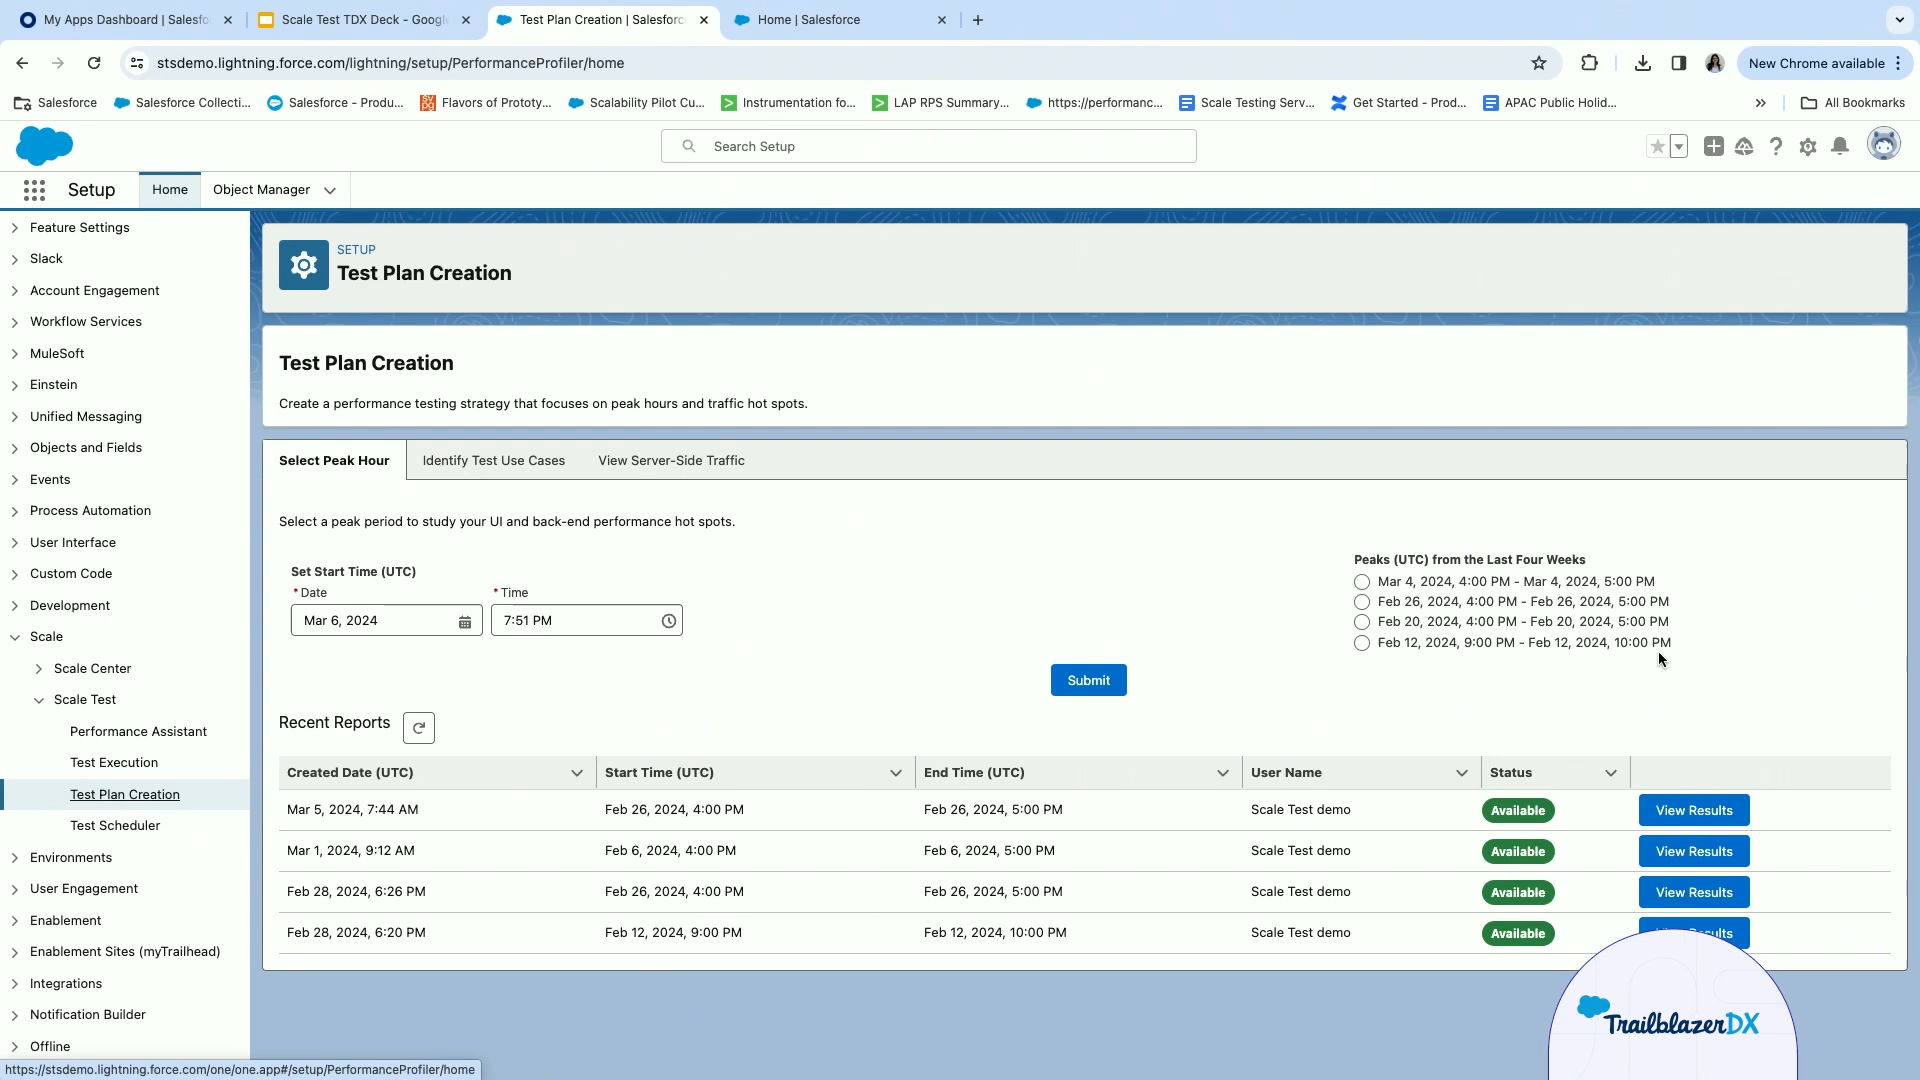 My Apps Dashboard | Salesfo
Scale Test TDX Deck - Google
Test Plan Creation | Salesforc
Home | Salesforce
stsdemo.lightning.force.com/lightning/setup/PerformanceProfiler/home
New Chrome available
Salesforce
Salesforce Collecti...
Salesforce - Produ...
Flavors of Prototy...
Scalability Pilot Cu...
Instrumentation fo...
LAP RPS Summary...
https://performanc...
Scale Testing Serv...
Get Started - Prod...
APAC Public Holid...
All Bookmarks
Search Setup
Setup
Home
Object Manager
Feature Settings
Slack
Account Engagement
Workflow Services
MuleSoft
Einstein
Unified Messaging
Objects and Fields
Events
Process Automation
User Interface
Custom Code
Development
Scale
Scale Center
Scale Test
Performance Assistant
Test Execution
Test Plan Creation
Test Scheduler
Environments
User Engagement
Enablement
Enablement Sites (myTrailhead)
Integrations
Notification Builder
Offline
SETUP
Test Plan Creation
Test Plan Creation
Create a performance testing strategy that focuses on peak hours and traffic hot spots.
Select Peak Hour
Identify Test Use Cases
View Server-Side Traffic
Select a peak period to study your UI and back-end performance hot spots.
Set Start Time (UTC)
* Date
* Time
Mar 6, 2024
7:51 PM
Peaks (UTC) from the Last Four Weeks
Mar 4, 2024, 4:00 PM - Mar 4, 2024, 5:00 PM
Feb 26, 2024, 4:00 PM - Feb 26, 2024, 5:00 PM
Feb 20, 2024, 4:00 PM - Feb 20, 2024, 5:00 PM
Feb 12, 2024, 9:00 PM - Feb 12, 2024, 10:00 PM
Submit
Recent Reports
Created Date (UTC) Start Time (UTC) End Time (UTC) User Name Status
Mar 5, 2024, 7:44 AM Feb 26, 2024, 4:00 PM Feb 26, 2024, 5:00 PM Scale Test demo Available View Results
Mar 1, 2024, 9:12 AM Feb 6, 2024, 4:00 PM Feb 6, 2024, 5:00 PM Scale Test demo Available View Results
Feb 28, 2024, 6:26 PM Feb 26, 2024, 4:00 PM Feb 26, 2024, 5:00 PM Scale Test demo Available View Results
Feb 28, 2024, 6:20 PM Feb 12, 2024, 9:00 PM Feb 12, 2024, 10:00 PM Scale Test demo Available
TrailblazerDX
https://stsdemo.lightning.force.com/one/one.app#/setup/PerformanceProfiler/home